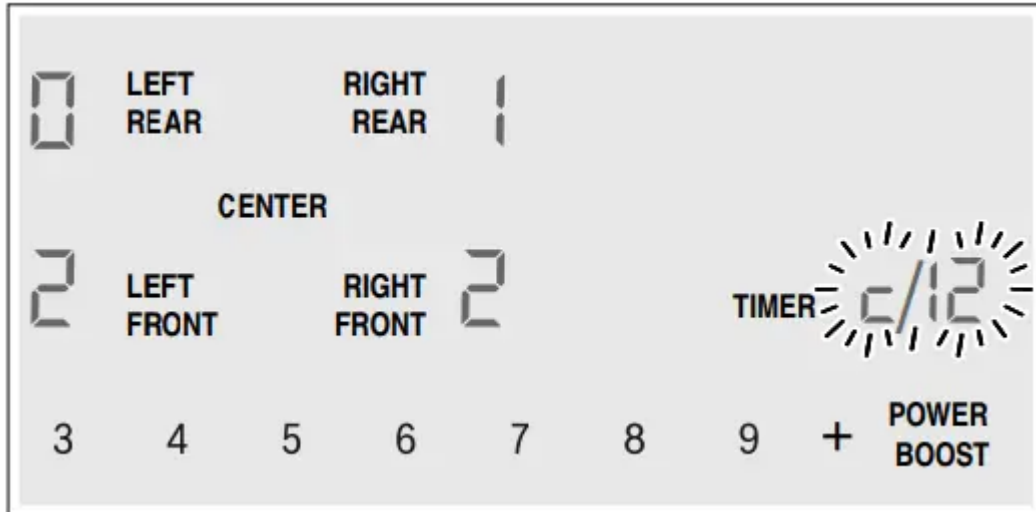 0 LEFT REAR RIGHT REAR 1
CENTER
2 LEFT FRONT RIGHT FRONT 2 TIMER c/12
3 4 5 6 7 8 9 + POWER BOOST